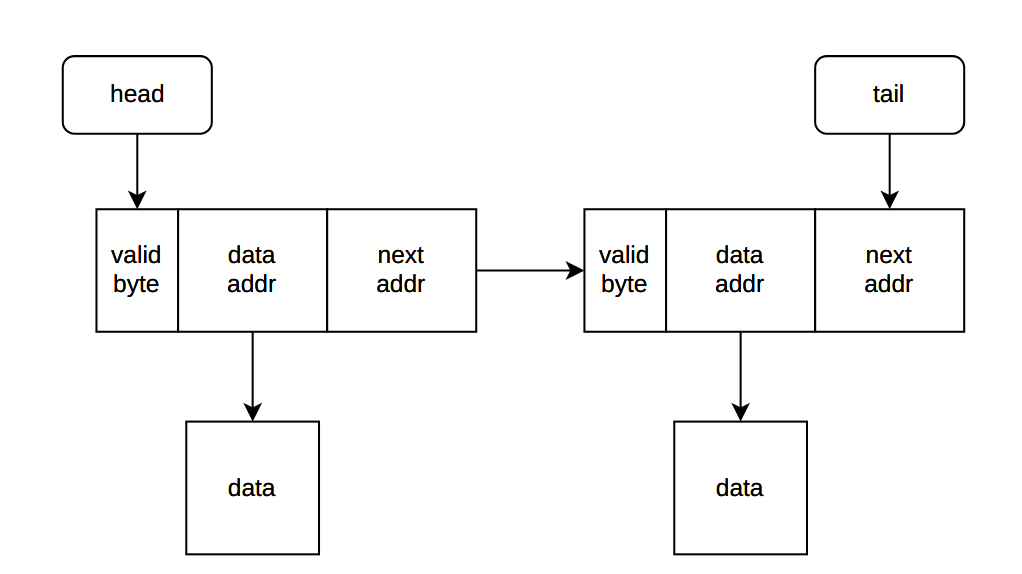 head
tail
valid
byte
data
addr
next
addr
valid
byte
data
addr
next
addr
data
data